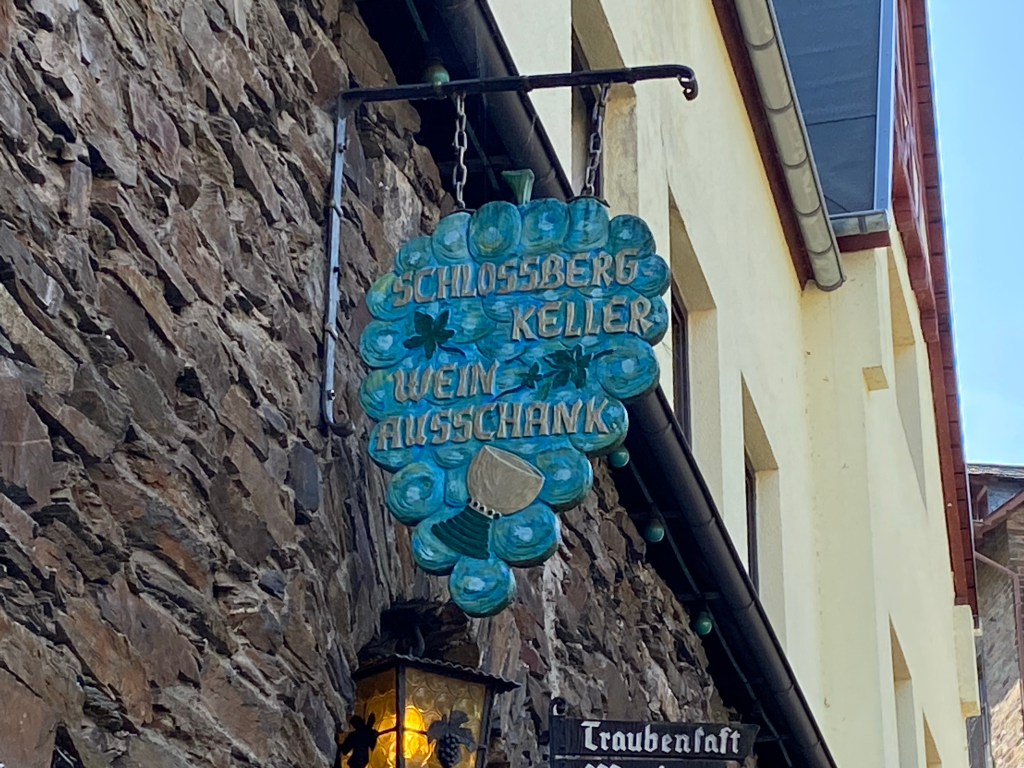 SCHLOSSBERG
KELLER
WEIN
AUSSCHANK
Traubensaft